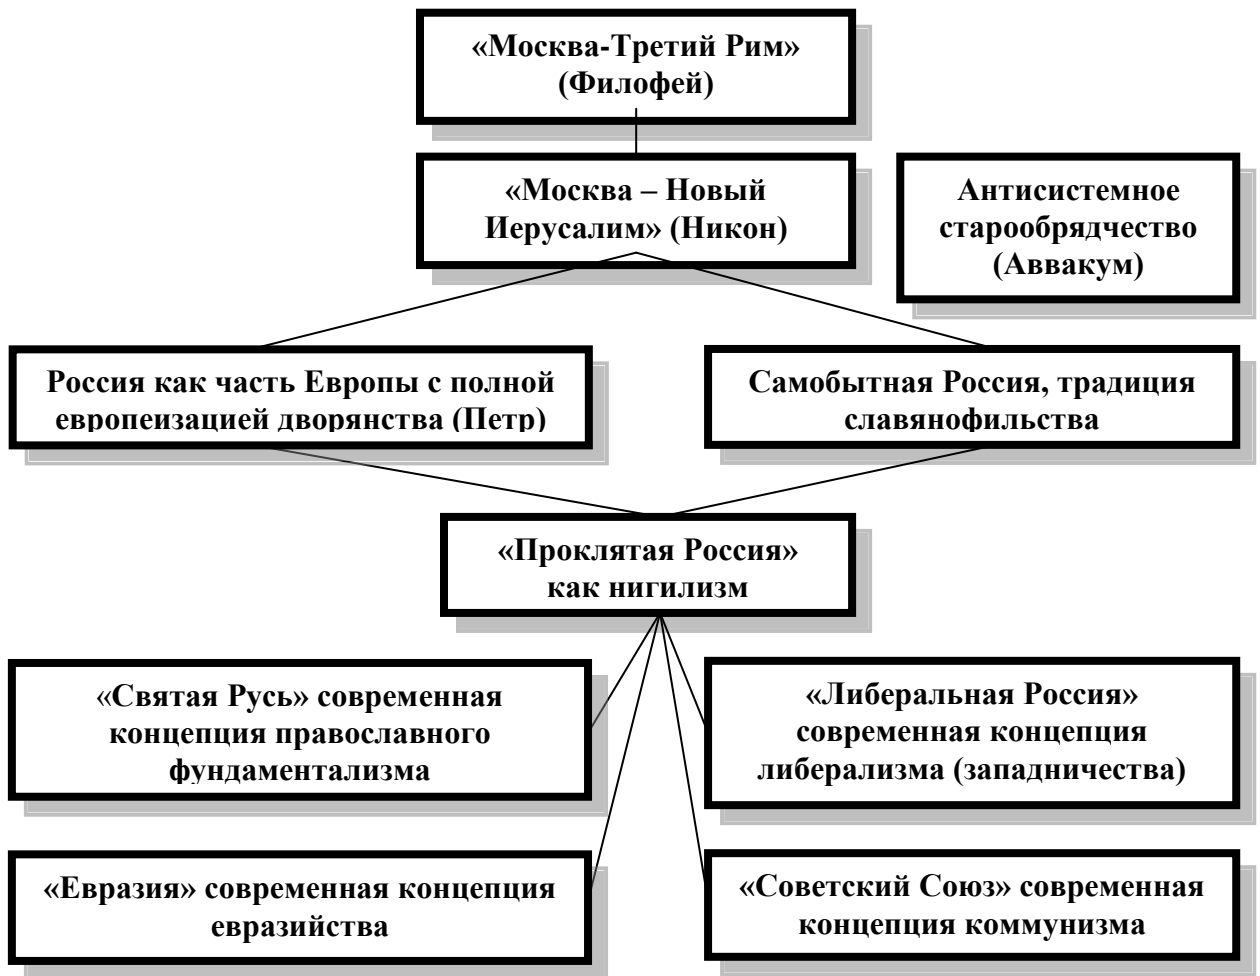 «Москва-Третий Рим»
(Филофей)
«Москва – Новый
Иерусалим» (Никон)
Антисистемное
старообрядчество
(Аввакум)
Россия как часть Европы с полной
европеизацией дворянства (Петр)
Самобытная Россия, традиция
славянофильства
«Проклятая Россия»
как нигилизм
«Святая Русь» современная
концепция православного
фундаментализма
«Либеральная Россия»
современная концепция
либерализма (западничества)
«Евразия» современная концепция
евразийства
«Советский Союз» современная
концепция коммунизма